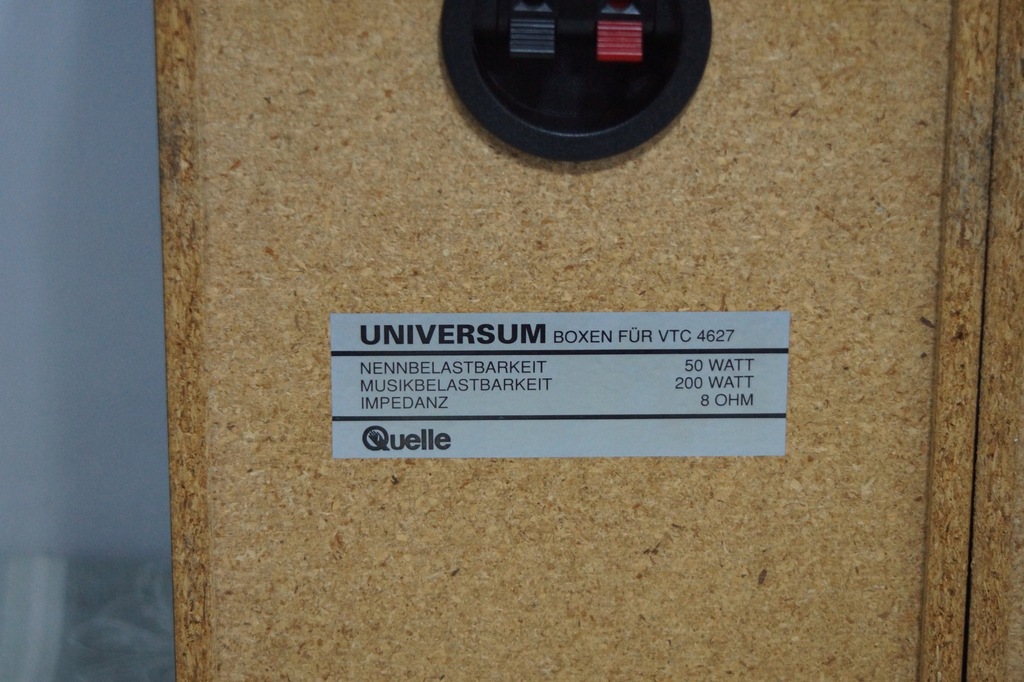 UNIVERSUM BOXEN FÜR VTC 4627
NENNBELASTBARKEIT 50 WATT
MUSIKBELASTBARKEIT 200 WATT
IMPEDANZ 8 OHM
Quelle